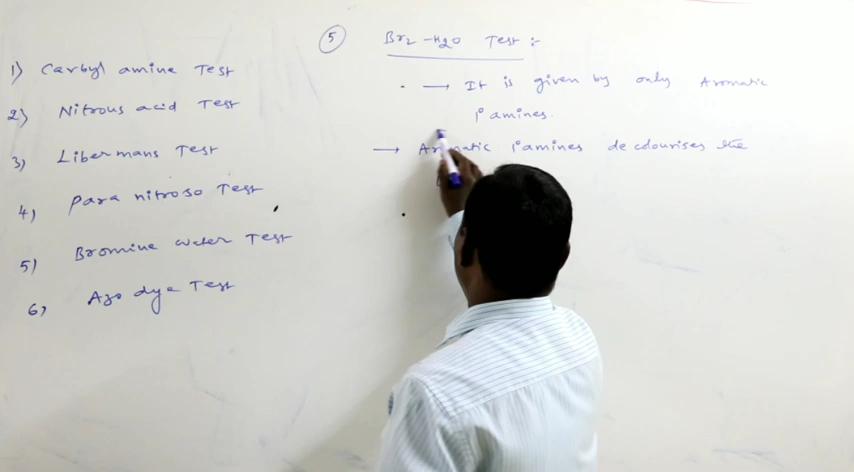 1) Carbyl amine Test
2) Nitrous acid Test
3) Libermans Test
4) Para nitroso Test
5) Bromine water Test
6) Azo dye Test
5 Br2-H2O Test:-
→ It is given by only Aromatic
1° amines.
→ Aromatic 1° amines decolourises the